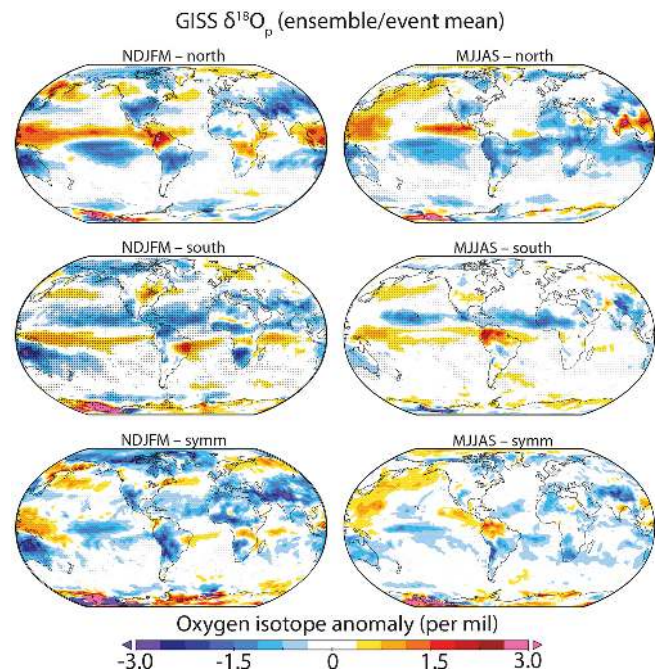 GISS δ¹⁸Oₚ (ensemble/event mean)
NDJFM – north
MJJAS – north
NDJFM – south
MJJAS – south
NDJFM – symm
MJJAS – symm
Oxygen isotope anomaly (per mil)
-3.0 -1.5 0 1.5 3.0